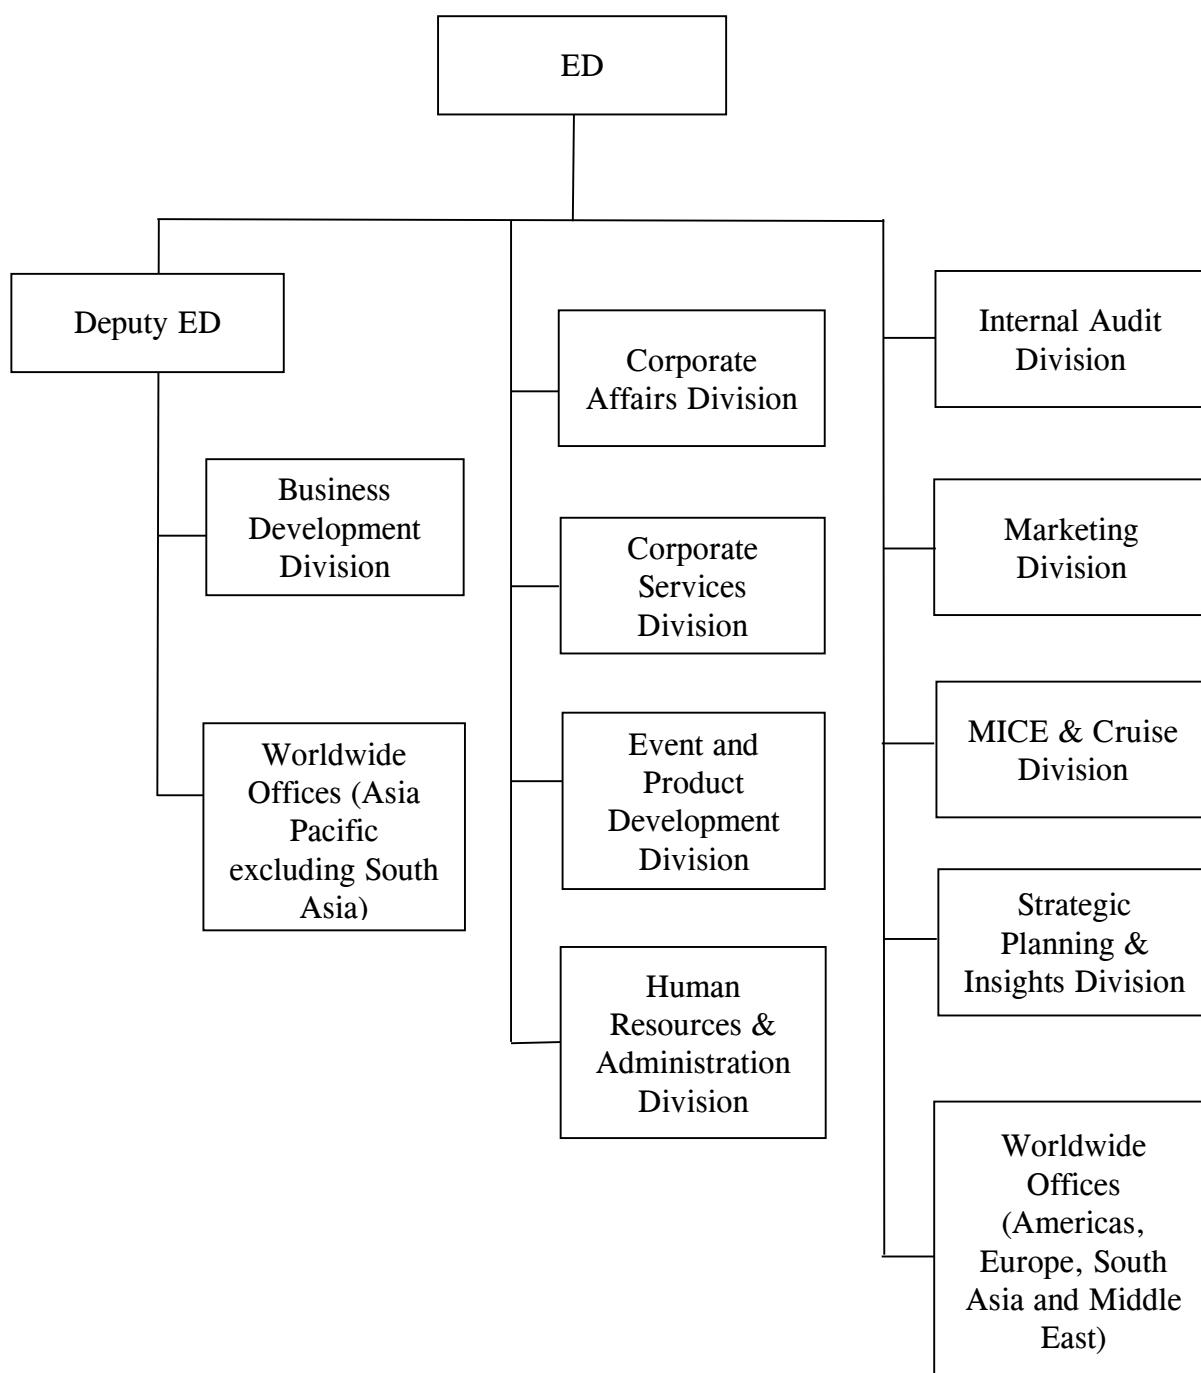 ED
Deputy ED
Business
Development
Division
Worldwide
Offices (Asia
Pacific
excluding South
Asia)
Corporate
Affairs Division
Corporate
Services
Division
Event and
Product
Development
Division
Human
Resources &
Administration
Division
Internal Audit
Division
Marketing
Division
MICE & Cruise
Division
Strategic
Planning &
Insights Division
Worldwide
Offices
(Americas,
Europe, South
Asia and Middle
East)